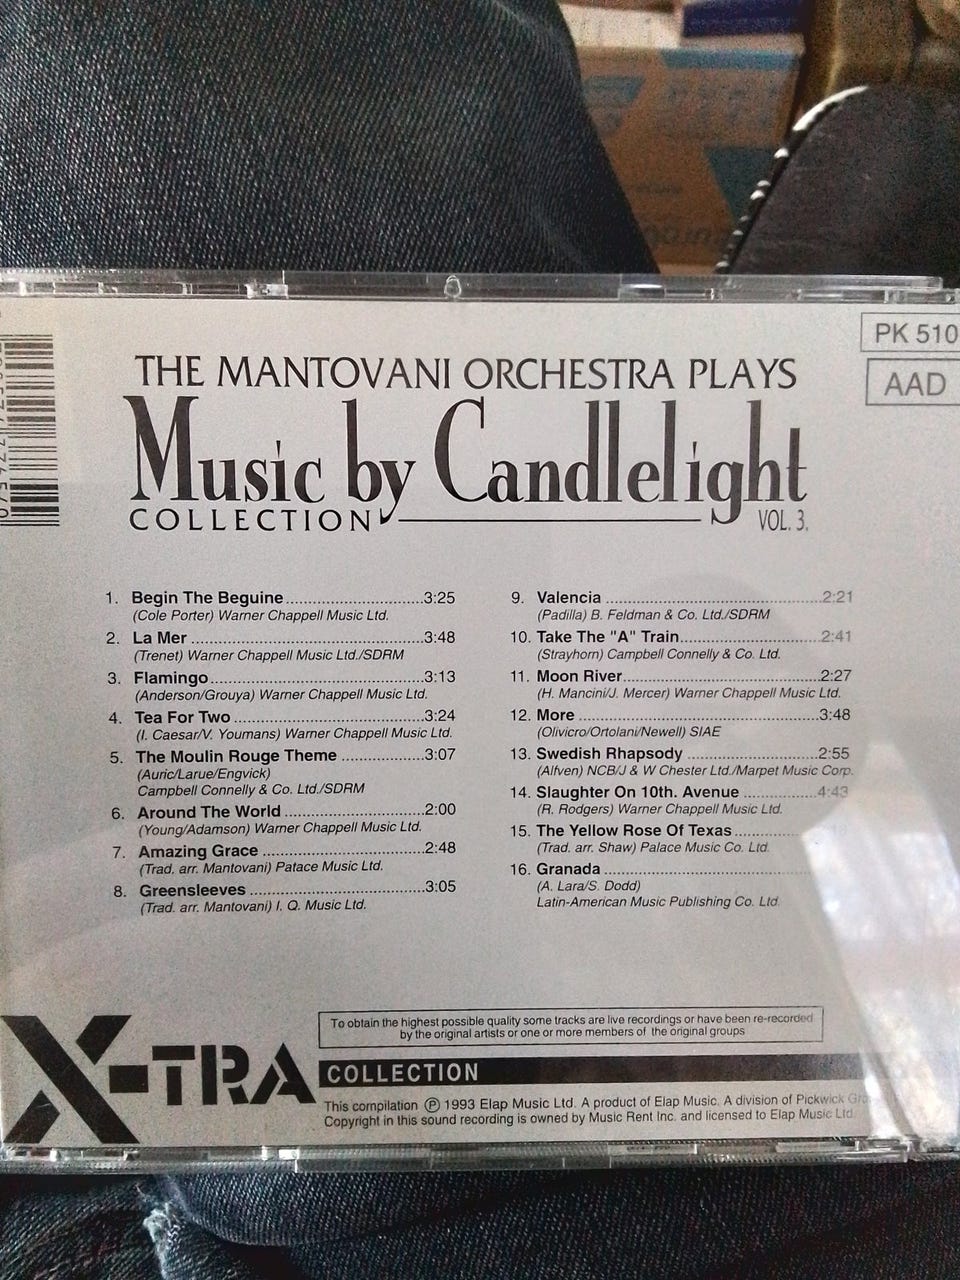 PK 510
AAD
THE MANTOVANI ORCHESTRA PLAYS
Music by Candlelight
COLLECTION VOL. 3.
1. Begin The Beguine..........................3:25
(Cole Porter) Warner Chappell Music Ltd.
2. La Mer ............................................3:48
(Trenet) Warner Chappell Music Ltd./SDRM
3. Flamingo.........................................3:13
(Anderson/Grouya) Warner Chappell Music Ltd.
4. Tea For Two ....................................3:24
(I. Caesar/V. Youmans) Warner Chappell Music Ltd.
5. The Moulin Rouge Theme ................3:07
(Auric/Larue/Engvick)
Campbell Connelly & Co. Ltd./SDRM
6. Around The World ...........................2:00
(Young/Adamson) Warner Chappell Music Ltd.
7. Amazing Grace ...............................2:48
(Trad. arr. Mantovani) Patace Music Ltd.
8. Greensleeves .................................3:05
(Trad. arr. Mantovani) I. Q. Music Ltd.
9. Valencia .........................................2:21
(Padilla) B. Feldman & Co. Ltd./SDRM
10. Take The "A" Train...........................2:41
(Strayhorn) Campbell Connelly & Co. Ltd.
11. Moon River.....................................2:27
(H. Mancini/J. Mercer) Warner Chappell Music Ltd.
12. More ..............................................3:48
(Olivicro/Ortolani/Newell) SIAE
13. Swedish Rhapsody .........................2:55
(Alfven) NCB/J & W Chester Ltd./Marpet Music Corp.
14. Slaughter On 10th. Avenue ..............4:43
(R. Rodgers) Warner Chappell Music Ltd.
15. The Yellow Rose Of Texas..............
(Trad. arr. Shaw) Palace Music Co. Ltd.
16. Granada .......................................
(A. Lara/S. Dodd)
Latin-American Music Publishing Co. Ltd.
To obtain the highest possible quality some tracks are live recordings or have been re-recorded
by the original artists or one or more members of the original groups
X-TRA
COLLECTION
This compilation ℗ 1993 Elap Music Ltd. A product of Elap Music. A division of Pickwick
Copyright in this sound recording is owned by Music Rent Inc. and licensed to Elap Music Ltd